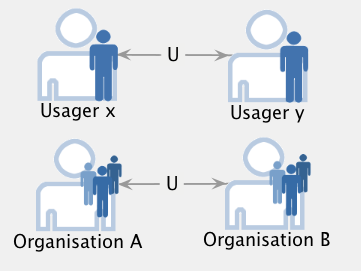 U
Usager x
Usager y
U
Organisation A
Organisation B